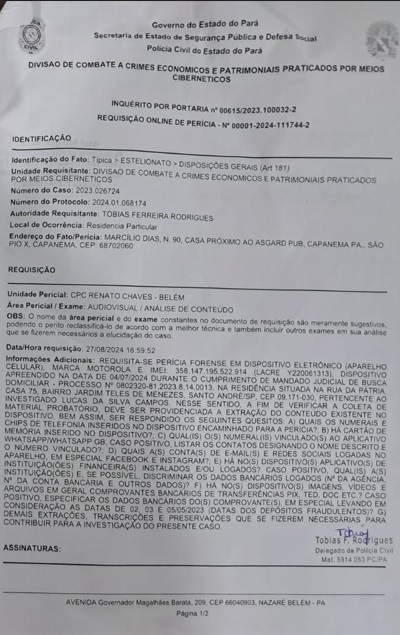 Governo do Estado do Pará
Secretaria de Estado de Segurança Pública e Defesa Social
Polícia Civil do Estado do Pará
DIVISAO DE COMBATE A CRIMES ECONOMICOS E PATRIMONIAIS PRATICADOS POR MEIOS
CIBERNETICOS
INQUÉRITO POR PORTARIA nº 00615/2023.100032-2
REQUISIÇÃO ONLINE DE PERÍCIA - Nº 00001-2024-111744-2
IDENTIFICAÇÃO
Identificação do Fato: Típica > ESTELIONATO > DISPOSIÇÕES GERAIS (Art 181)
Unidade Requisitante: DIVISAO DE COMBATE A CRIMES ECONOMICOS E PATRIMONIAIS PRATICADOS
POR MEIOS CIBERNETICOS
Número do Caso: 2023.026724
Número do Protocolo: 2024.01.068174
Autoridade Requisitante: TOBIAS FERREIRA RODRIGUES
Local de Ocorrência: Residencia Particular
Endereço do Fato/Perícia: MARCÍLIO DIAS, N. 90, CASA PRÓXIMO AO ASGARD PUB, CAPANEMA PA., SÃO
PIO X, CAPANEMA, CEP: 68702060
REQUISIÇÃO
Unidade Pericial: CPC RENATO CHAVES - BELÉM
Área Pericial / Exame: AUDIOVISUAL / ANÁLISE DE CONTEÚDO
OBS: O nome da área pericial e do exame constantes no documento de requisição são meramente sugestivos,
podendo o perito reclassificá-lo de acordo com a melhor técnica e também incluir outros exames em sua análise
que se fizerem necessários a elucidação do caso.
Data/Hora requisição: 27/08/2024 16:59:52
Informações Adicionais: REQUISITA-SE PERÍCIA FORENSE EM DISPOSITIVO ELETRÔNICO (APARELHO
CELULAR), MARCA MOTOROLA E IMEI: 358.147.195.522.914 (LACRE Y220061313), DISPOSITIVO
APREENDIDO NA DATA DE 04/07/2024 DURANTE O CUMPRIMENTO DE MANDADO JUDICIAL DE BUSCA
DOMICILIAR - PROCESSO Nº 0802320-81.2023.8.14.0013, NA RESIDÊNCIA SITUADA NA RUA DA PÁTRIA,
CASA 75, BAIRRO JARDIM TELES DE MENEZES, SANTO ANDRÉ/SP, CEP 09.171-030, PERTENCENTE AO
INVESTIGADO LUCAS DA SILVA CAMPOS. NESSE SENTIDO, A FIM DE VERIFICAR A COLETA DE
MATERIAL PROBATÓRIO, DEVE SER PROVIDENCIADA A EXTRAÇÃO DO CONTEÚDO EXISTENTE NO
DISPOSITIVO, BEM ASSIM, SER RESPONDIDO OS SEGUINTES QUESITOS: A) QUAIS OS NÚMEROS E
CHIPS DE TELEFONIA INSERIDOS NO DISPOSITIVO ENCAMINHADO PARA A PERÍCIA? B) HÁ CARTÃO DE
MEMÓRIA INSERIDO NO DISPOSITIVO?; C) QUAL(IS) O(S) NUMERAL(IS) VINCULADO(S) AO APLICATIVO
WHATSAPP/WHATSAPP GB, CASO POSITIVO, LISTAR OS CONTATOS DESIGNANDO O NOME DESCRITO E
O NÚMERO VINCULADO?; D) QUAIS A(S) CONTA(S) DE E-MAIL(S) E REDES SOCIAIS LOGADAS NO
APARELHO, EM ESPECIAL FACEBOOK E INSTAGRAM?; E) HÁ NO(S) DISPOSITIVO(S) APLICATIVO(S) DE
INSTITUIÇÃO(ÕES) FINANCEIRA(S) INSTALADOS E/OU LOGADOS? CASO POSITIVO, QUAL(IS) A(S)
INSTITUIÇÃO(ÕES) E, SE POSSÍVEL, DISCRIMINAR OS DADOS BANCÁRIOS LOGADOS (Nº DA AGÊNCIA,
Nº DA CONTA BANCÁRIA E OUTROS DADOS)? F) HÁ NO(S) DISPOSITIVO(S) IMAGENS, VÍDEOS E
ARQUIVOS EM GERAL COMPROVANTES BANCÁRIOS DE TRANSFERÊNCIAS PIX, TED, DOC ETC.? CASO
POSITIVO, ESPECIFICAR OS DADOS BANCÁRIOS DO(S) COMPROVANTE(S), EM ESPECIAL LEVANDO EM
CONSIDERAÇÃO AS DATAS DE 02, 03 E 05/05/2023 (DATAS DOS DEPÓSITOS FRAUDULENTOS)? G)
DEMAIS EXTRAÇÕES, TRANSCRIÇÕES E PRESERVAÇÕES QUE SE FIZEREM NECESSÁRIAS PARA
CONTRIBUIR PARA A INVESTIGAÇÃO DO PRESENTE CASO.
ASSINATURAS:
Tobias F. Rodrigues
Delegado de Polícia Civil
Mat. 5914 053 PC/PA
AVENIDA Governador Magalhães Barata, 209, CEP 66040903, NAZARÉ BELÉM - PA
Página 1/2